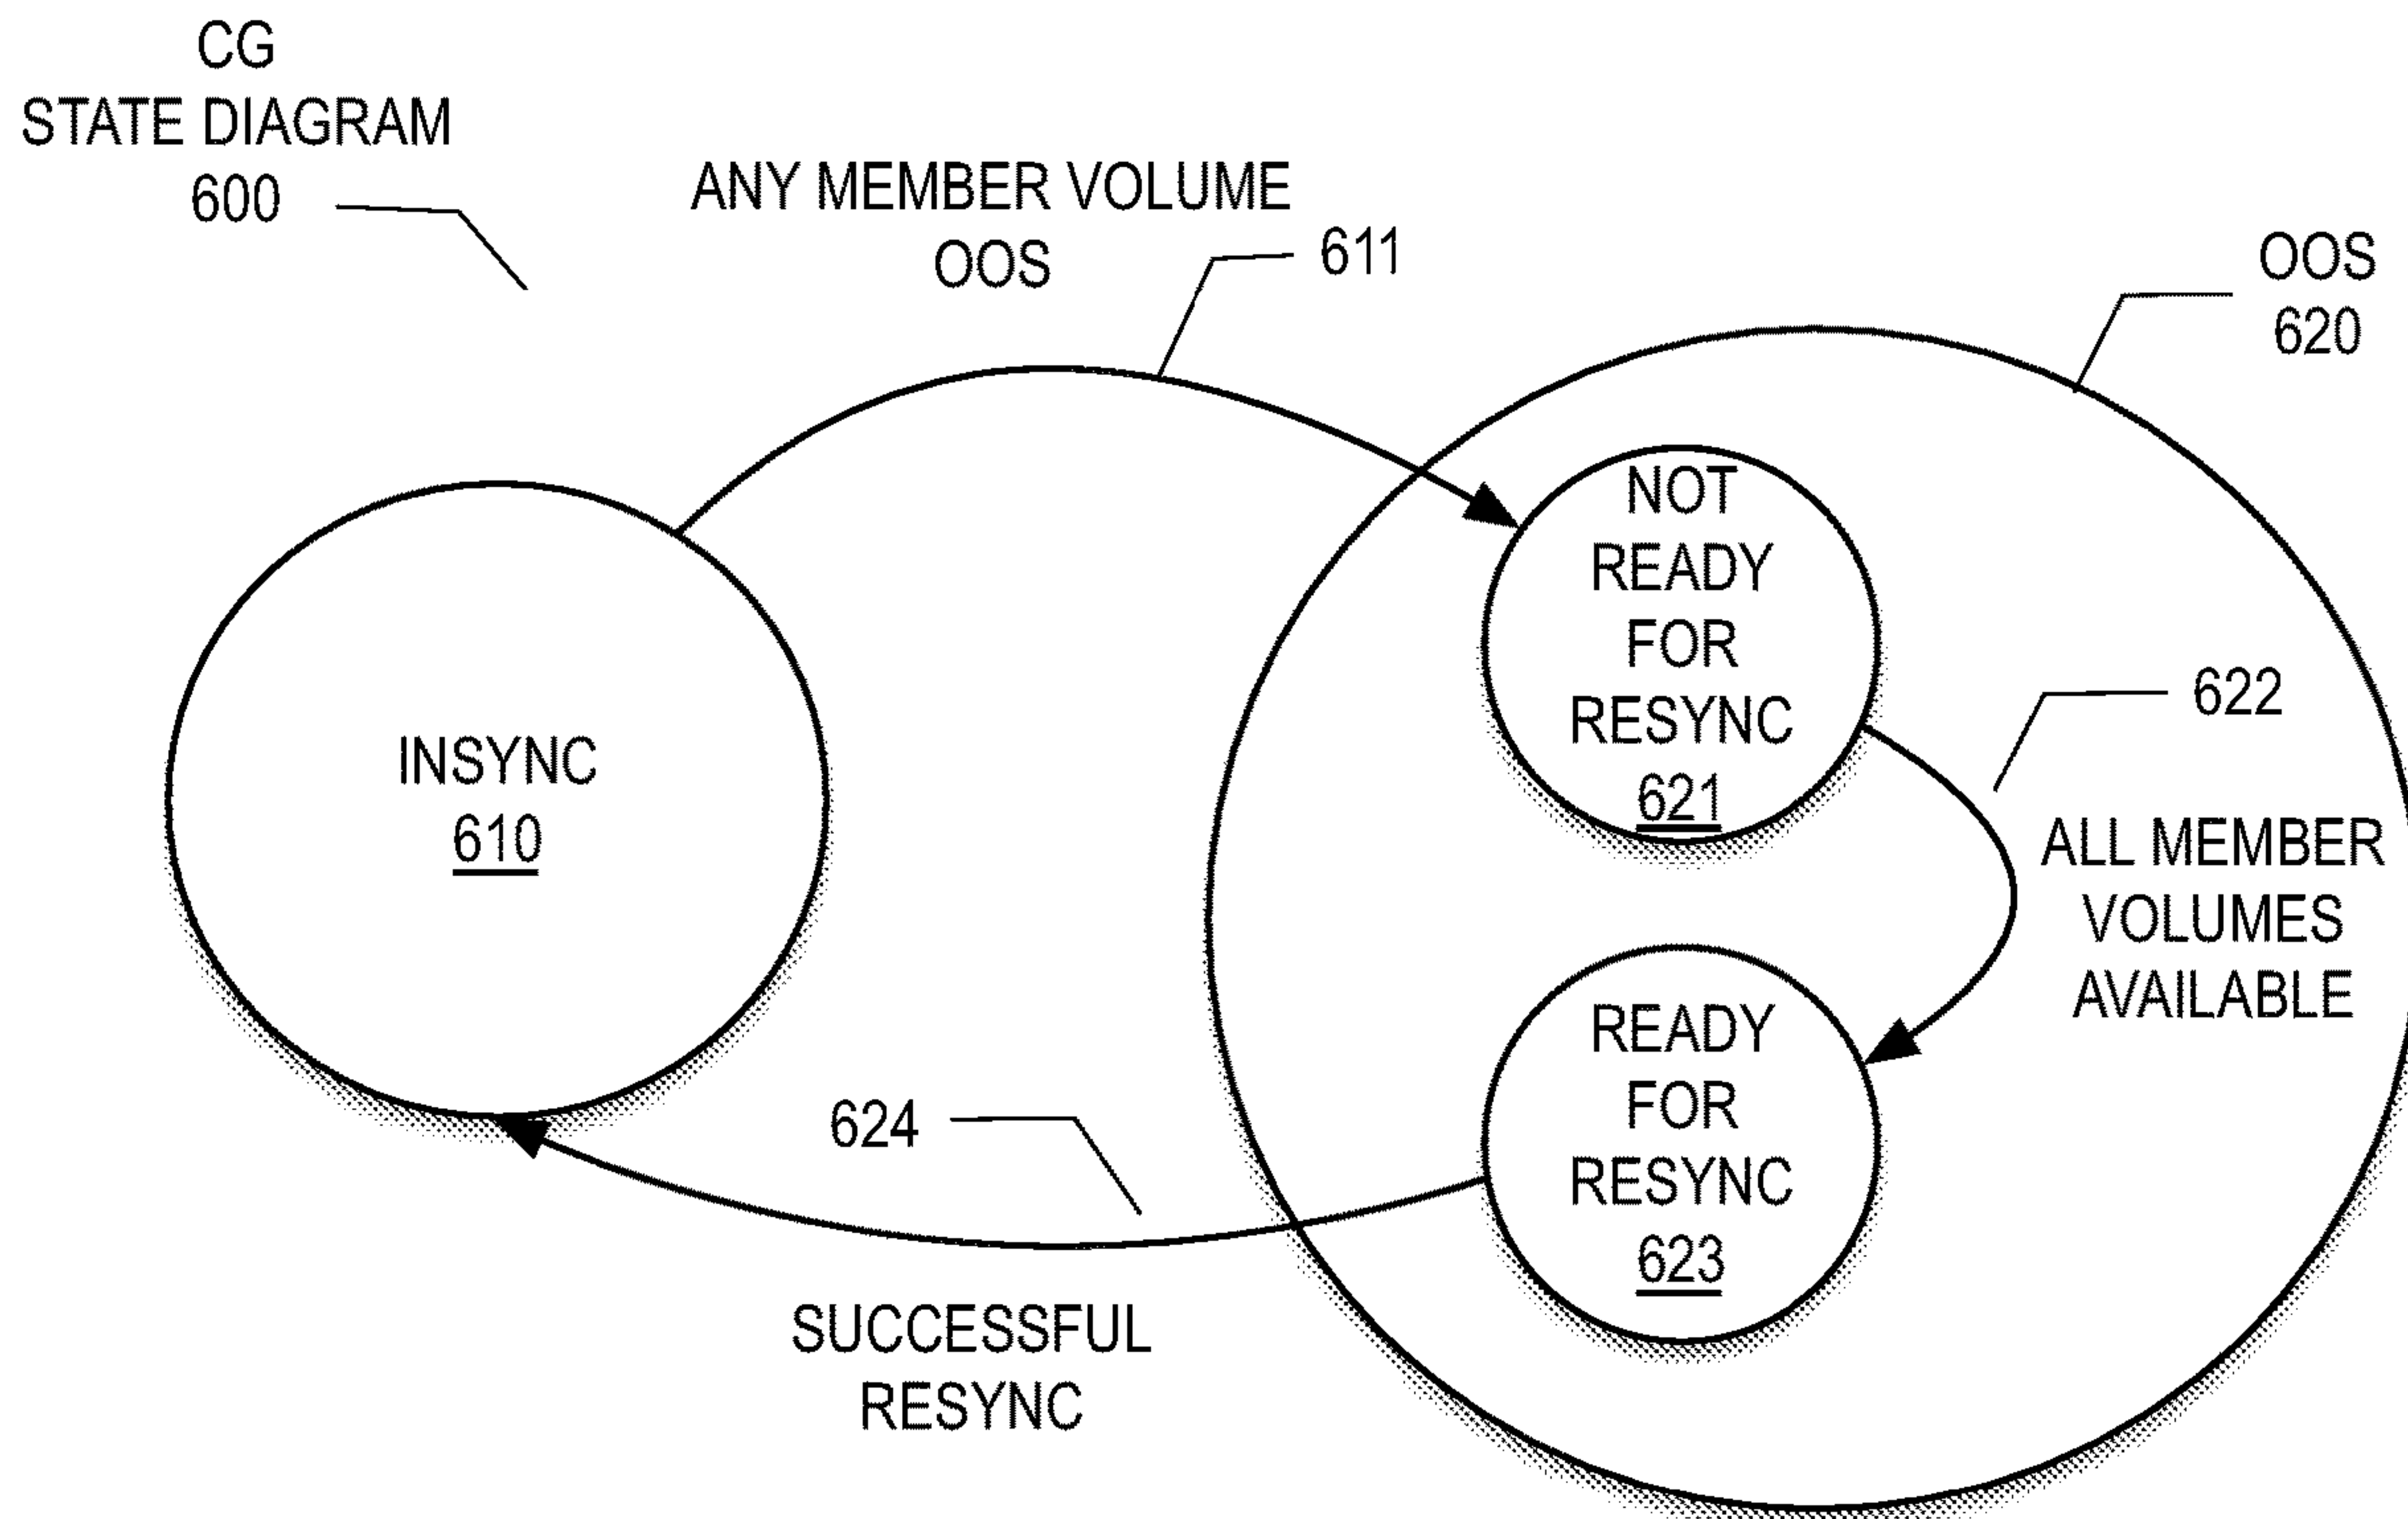 CG
STATE DIAGRAM
600
ANY MEMBER VOLUME
OOS
611
OOS
620
NOT
READY
FOR
RESYNC
621
622
INSYNC
610
ALL MEMBER
VOLUMES
AVAILABLE
READY
FOR
RESYNC
623
624
SUCCESSFUL
RESYNC